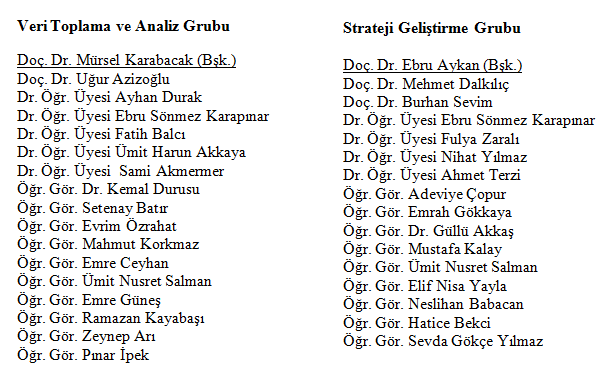 Veri Toplama ve Analiz Grubu
Doç. Dr. Mürsel Karabacak (Bşk.)
Doç. Dr. Uğur Azizoğlu
Dr. Öğr. Üyesi Ayhan Durak
Dr. Öğr. Üyesi Ebru Sönmez Karapınar
Dr. Öğr. Üyesi Fatih Balcı
Dr. Öğr. Üyesi Ümit Harun Akkaya
Dr. Öğr. Üyesi Sami Akmermer
Öğr. Gör. Dr. Kemal Durusu
Öğr. Gör. Setenay Batır
Öğr. Gör. Evrim Özrahat
Öğr. Gör. Mahmut Korkmaz
Öğr. Gör. Emre Ceyhan
Öğr. Gör. Ümit Nusret Salman
Öğr. Gör. Emre Güneş
Öğr. Gör. Ramazan Kayabaşı
Öğr. Gör. Zeynep Arı
Öğr. Gör. Pınar İpek
Strateji Geliştirme Grubu
Doç. Dr. Ebru Aykan (Bşk.)
Doç. Dr. Mehmet Dalkılıç
Doç. Dr. Burhan Sevim
Dr. Öğr. Üyesi Ebru Sönmez Karapınar
Dr. Öğr. Üyesi Fulya Zaralı
Dr. Öğr. Üyesi Nihat Yılmaz
Dr. Öğr. Üyesi Ahmet Terzi
Öğr. Gör. Adeviye Çopur
Öğr. Gör. Emrah Gökkaya
Öğr. Gör. Dr. Güllü Akkaş
Öğr. Gör. Mustafa Kalay
Öğr. Gör. Ümit Nusret Salman
Öğr. Gör. Elif Nisa Yayla
Öğr. Gör. Neslihan Babacan
Öğr. Gör. Hatice Bekci
Öğr. Gör. Sevda Gökçe Yılmaz